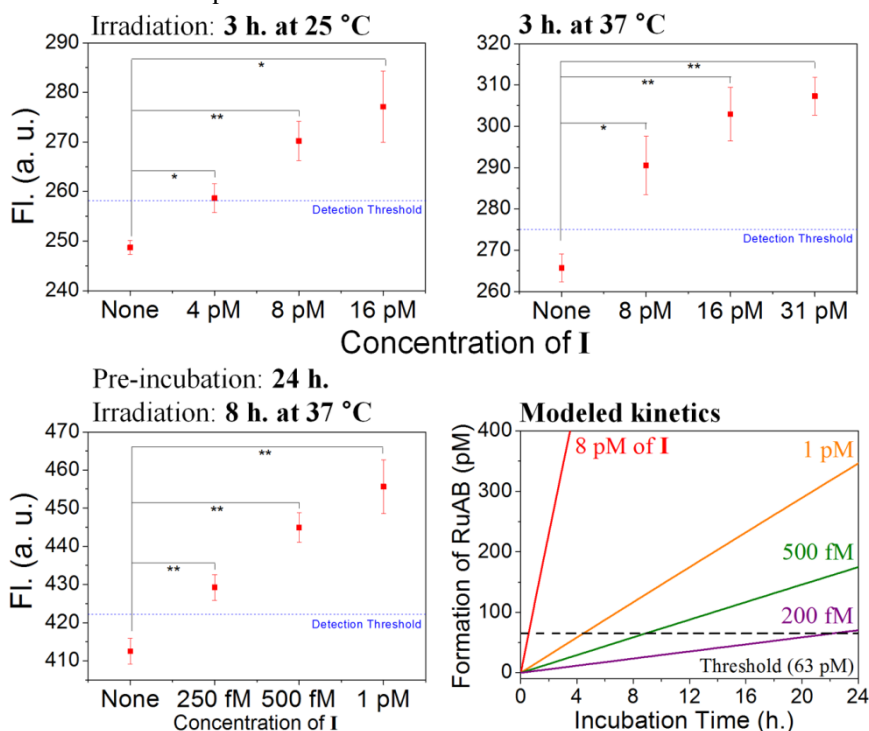 Irradiation: 3 h. at 25 °C
290
280
270
260
250
240
Fl. (a. u.)
*
**
*
Detection Threshold
None 4 pM 8 pM 16 pM
3 h. at 37 °C
320
310
300
290
280
270
260
**
**
*
Detection Threshold
None 8 pM 16 pM 31 pM
Concentration of I
Pre-incubation: 24 h.
Irradiation: 8 h. at 37 °C
470
460
450
440
430
420
410
Fl. (a. u.)
**
**
**
Detection Threshold
None 250 fM 500 fM 1 pM
Concentration of I
Modeled kinetics
400
300
200
100
0
Formation of RuAB (pM)
8 pM of I
1 pM
500 fM
200 fM
Threshold (63 pM)
0 4 8 12 16 20 24
Incubation Time (h.)